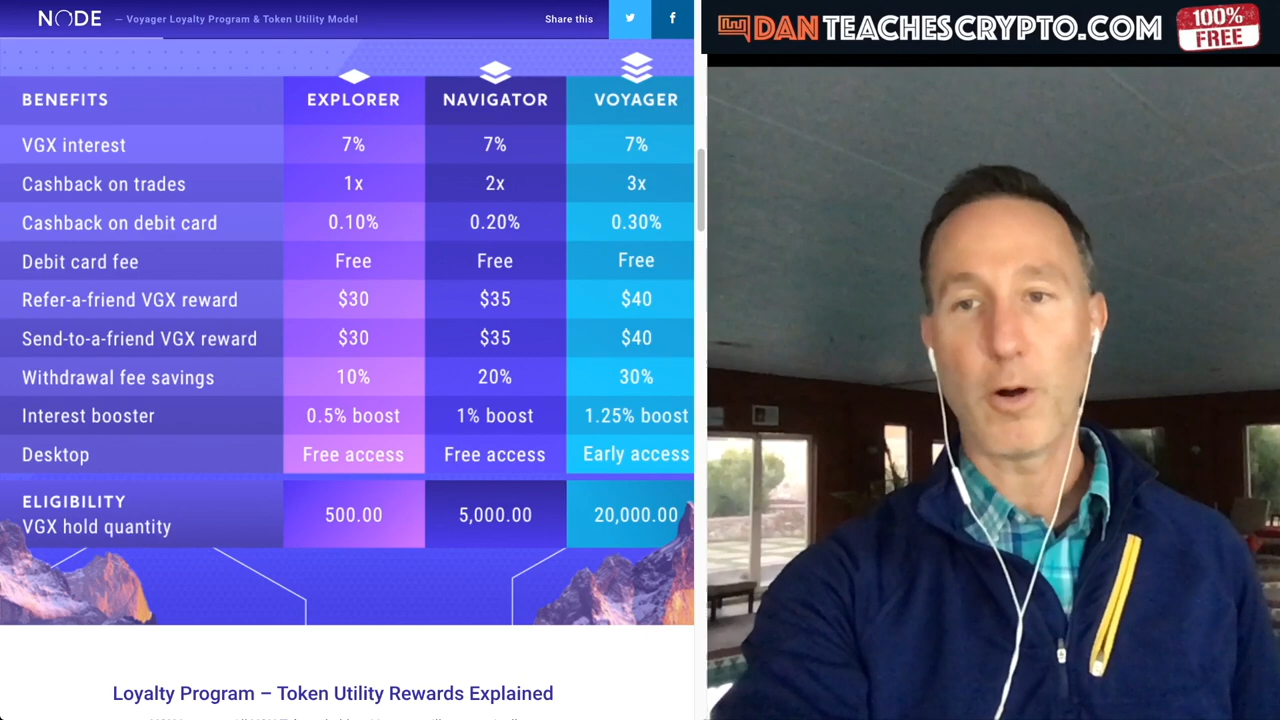 NODE — Voyager Loyalty Program & Token Utility Model Share this
DANTEACHESCRYPTO.COM 100% FREE
BENEFITS EXPLORER NAVIGATOR VOYAGER
VGX interest 7% 7% 7%
Cashback on trades 1x 2x 3x
Cashback on debit card 0.10% 0.20% 0.30%
Debit card fee Free Free Free
Refer-a-friend VGX reward $30 $35 $40
Send-to-a-friend VGX reward $30 $35 $40
Withdrawal fee savings 10% 20% 30%
Interest booster 0.5% boost 1% boost 1.25% boost
Desktop Free access Free access Early access
ELIGIBILITY
VGX hold quantity 500.00 5,000.00 20,000.00
Loyalty Program – Token Utility Rewards Explained